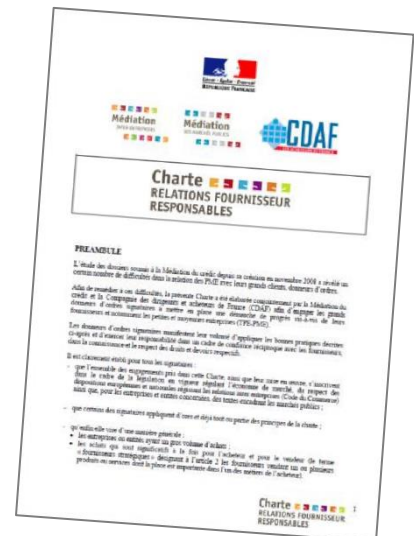 Liberté • Égalité • Fraternité
RÉPUBLIQUE FRANÇAISE
Médiation
INTER-ENTREPRISES
Médiation
DES MARCHÉS PUBLICS
CDAF
Charte
RELATIONS FOURNISSEUR
RESPONSABLES
PREAMBULE
L'étude des dossiers soumis à la Médiation du crédit depuis sa création en novembre 2008 a révélé un
certain nombre de difficultés dans la relation des PME avec leurs grands clients, donneurs d'ordres.
Afin de remédier à ces difficultés, la présente Charte a été élaborée conjointement par la Médiation du
crédit et la Compagnie des dirigeants et acheteurs de France (CDAF) afin d'engager les grands
donneurs d'ordres signataires à mettre en place une démarche de progrès vis-à-vis de leurs
fournisseurs et notamment les petites et moyennes entreprises (TPE-PME).
Les donneurs d'ordres signataires manifestent leur volonté d'appliquer les bonnes pratiques décrites
ci-après et d'exercer leur responsabilité dans un cadre de confiance réciproque avec les fournisseurs,
dans la connaissance et le respect des droits et devoirs respectifs.
Il est clairement établi pour tous les signataires :
- que l'ensemble des engagements pris dans cette Charte, ainsi que leur mise en œuvre, s'inscrivent
dans le cadre de la législation en vigueur régulant l'économie de marché, du respect des
dispositions européennes et nationales régissant les relations inter entreprises (Code du Commerce)
ainsi que, pour les entreprises et entités concernées, des textes encadrant les marchés publics ;
- que certains des signataires appliquent d'ores et déjà tout ou partie des principes de la charte ;
- qu'enfin elle vise d'une manière générale :
• les entreprises ou entités ayant un gros volume d'achats ;
• les achats qui sont significatifs à la fois pour l'acheteur et pour le vendeur (le terme
« fournisseurs stratégiques » désignant à l'article 2 les fournisseurs vendant un ou plusieurs
produits ou services dont la place est importante dans l'un des métiers de l'acheteur).
Charte
RELATIONS FOURNISSEUR
RESPONSABLES
1